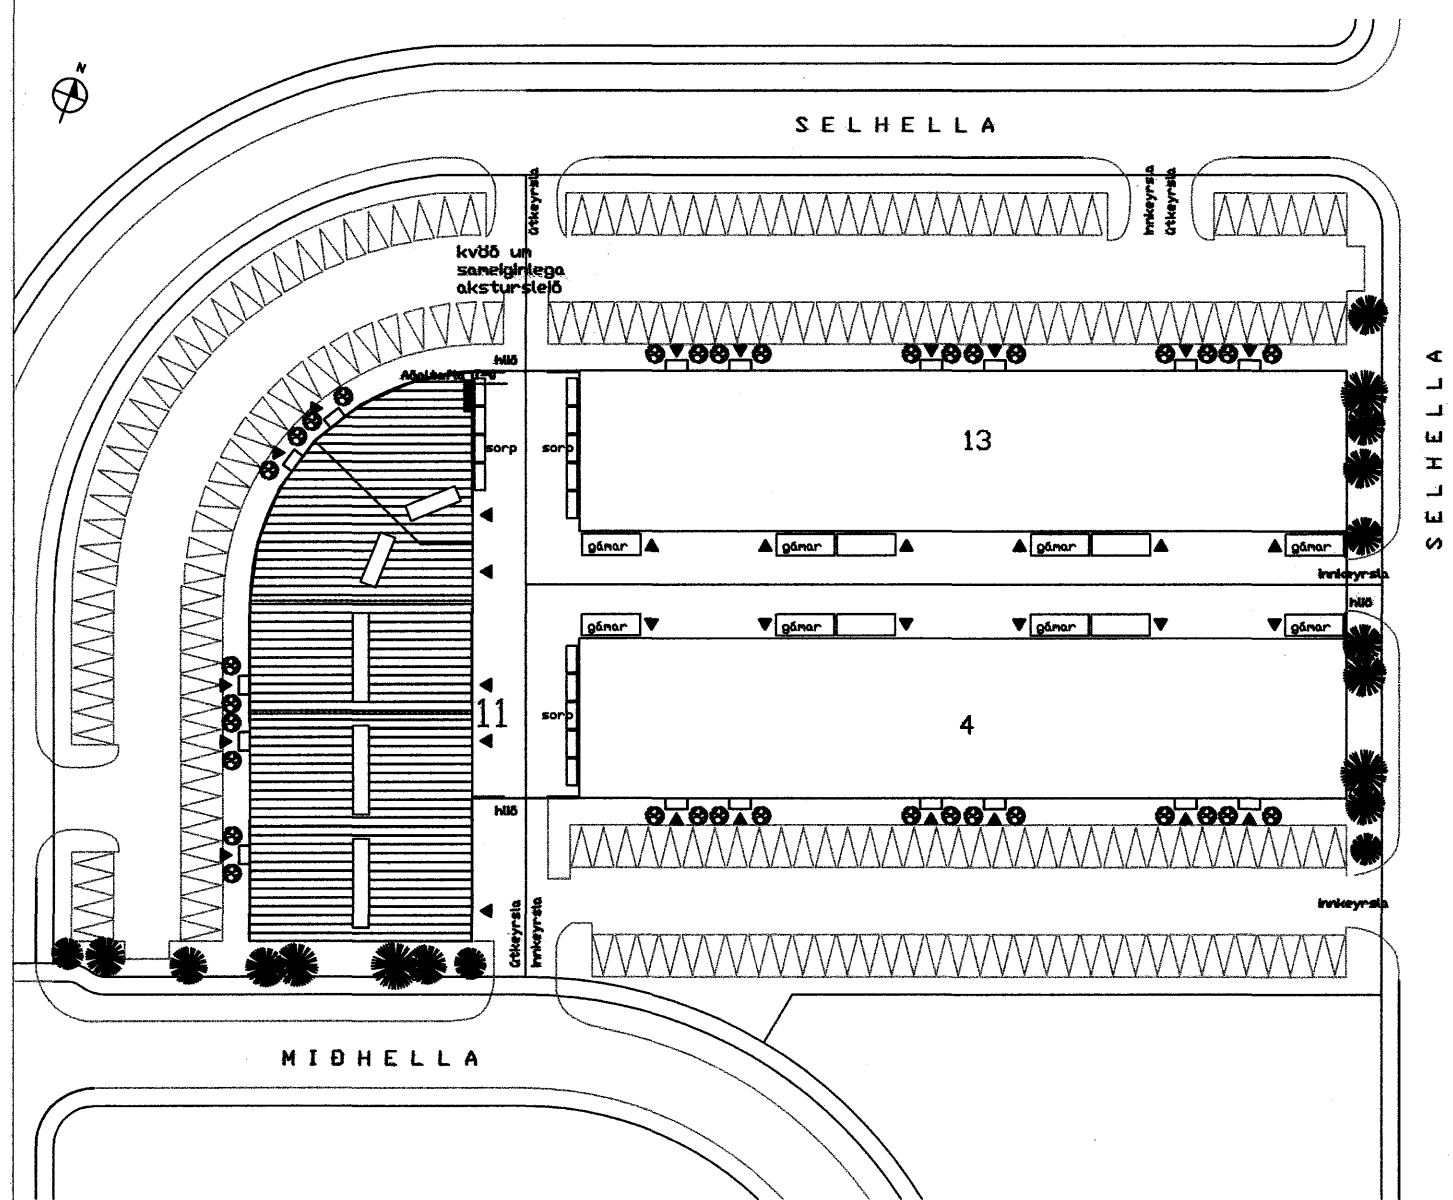 N
SELHELLA
útkeyrsla
innkeyrsla
útkeyrsla
kvöð um
sameiginlega
akstursleið
hlið
SELHELLA
sorp
sorp
13
gámar
gámar
gámar
gámar
innkeyrsla
hlið
gámar
gámar
gámar
gámar
11
sorp
4
hlið
útkeyrsla
innkeyrsla
innkeyrsla
MIÐHELLA